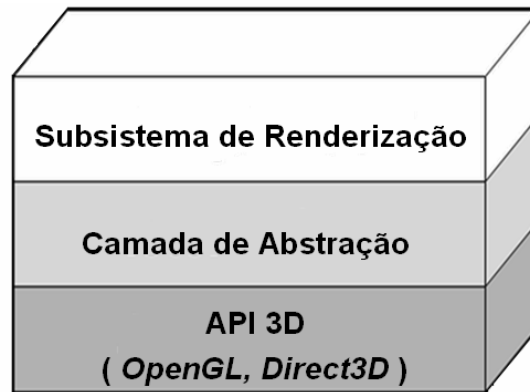 Subsistema de Renderização
Camada de Abstração
API 3D
( OpenGL, Direct3D )